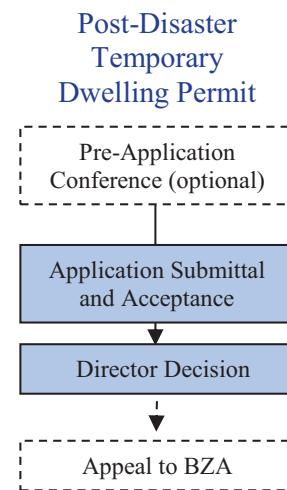 Post-Disaster
Temporary
Dwelling Permit
Pre-Application
Conference (optional)
Application Submittal
and Acceptance
Director Decision
Appeal to BZA